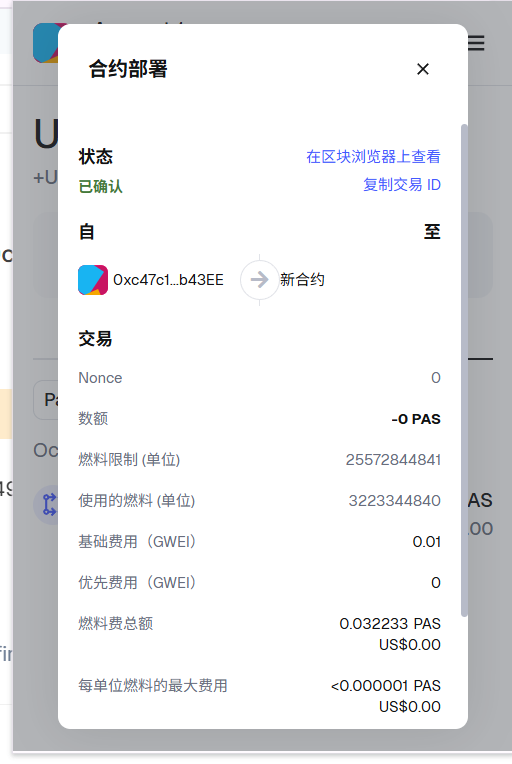 合约部署
状态 在区块浏览器上查看
已确认 复制交易 ID
自 至
0xc47c1...b43EE 新合约
交易
Nonce 0
数额 -0 PAS
燃料限制 (单位) 25572844841
使用的燃料 (单位) 3223344840
基础费用（GWEI） 0.01
优先费用（GWEI） 0
燃料费总额 0.032233 PAS
US$0.00
每单位燃料的最大费用 <0.000001 PAS
US$0.00